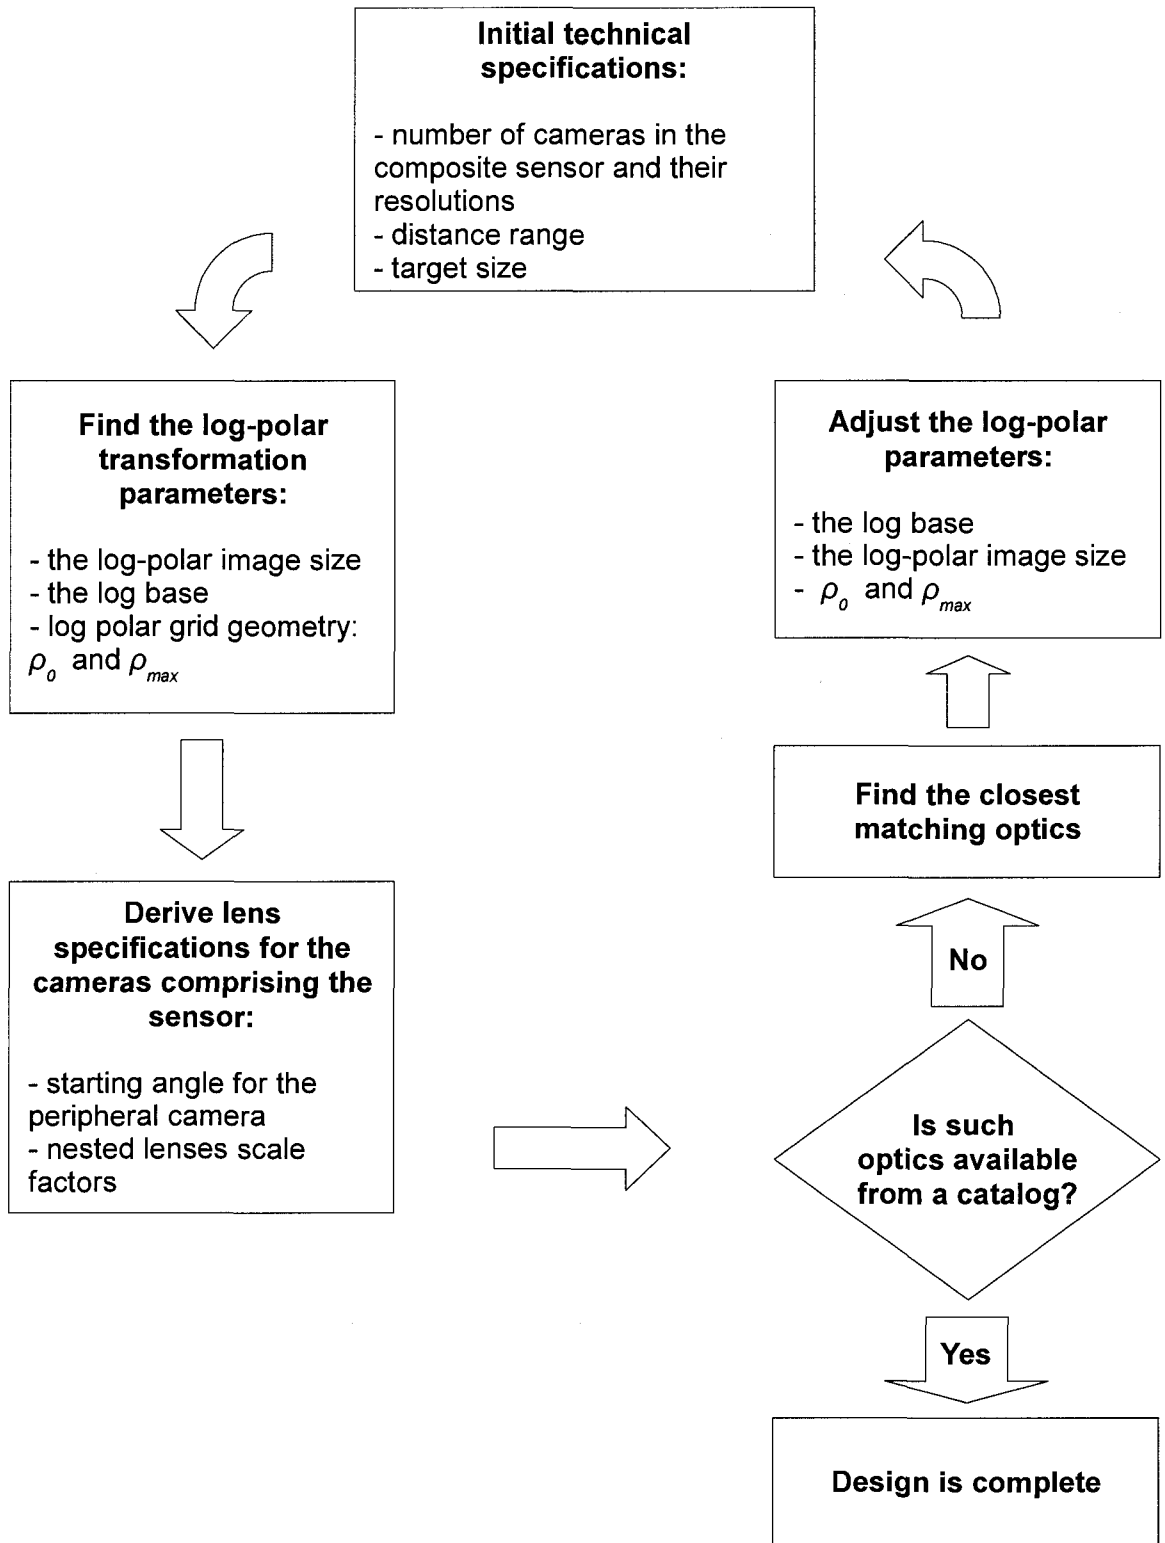 Initial technical
specifications:
- number of cameras in the
composite sensor and their
resolutions
- distance range
- target size
Find the log-polar
transformation
parameters:
- the log-polar image size
- the log base
- log polar grid geometry:
ρ₀ and ρₘₐₓ
Derive lens
specifications for the
cameras comprising the
sensor:
- starting angle for the
peripheral camera
- nested lenses scale
factors
Is such
optics available
from a catalog?
No
Find the closest
matching optics
Adjust the log-polar
parameters:
- the log base
- the log-polar image size
- ρ₀ and ρₘₐₓ
Yes
Design is complete